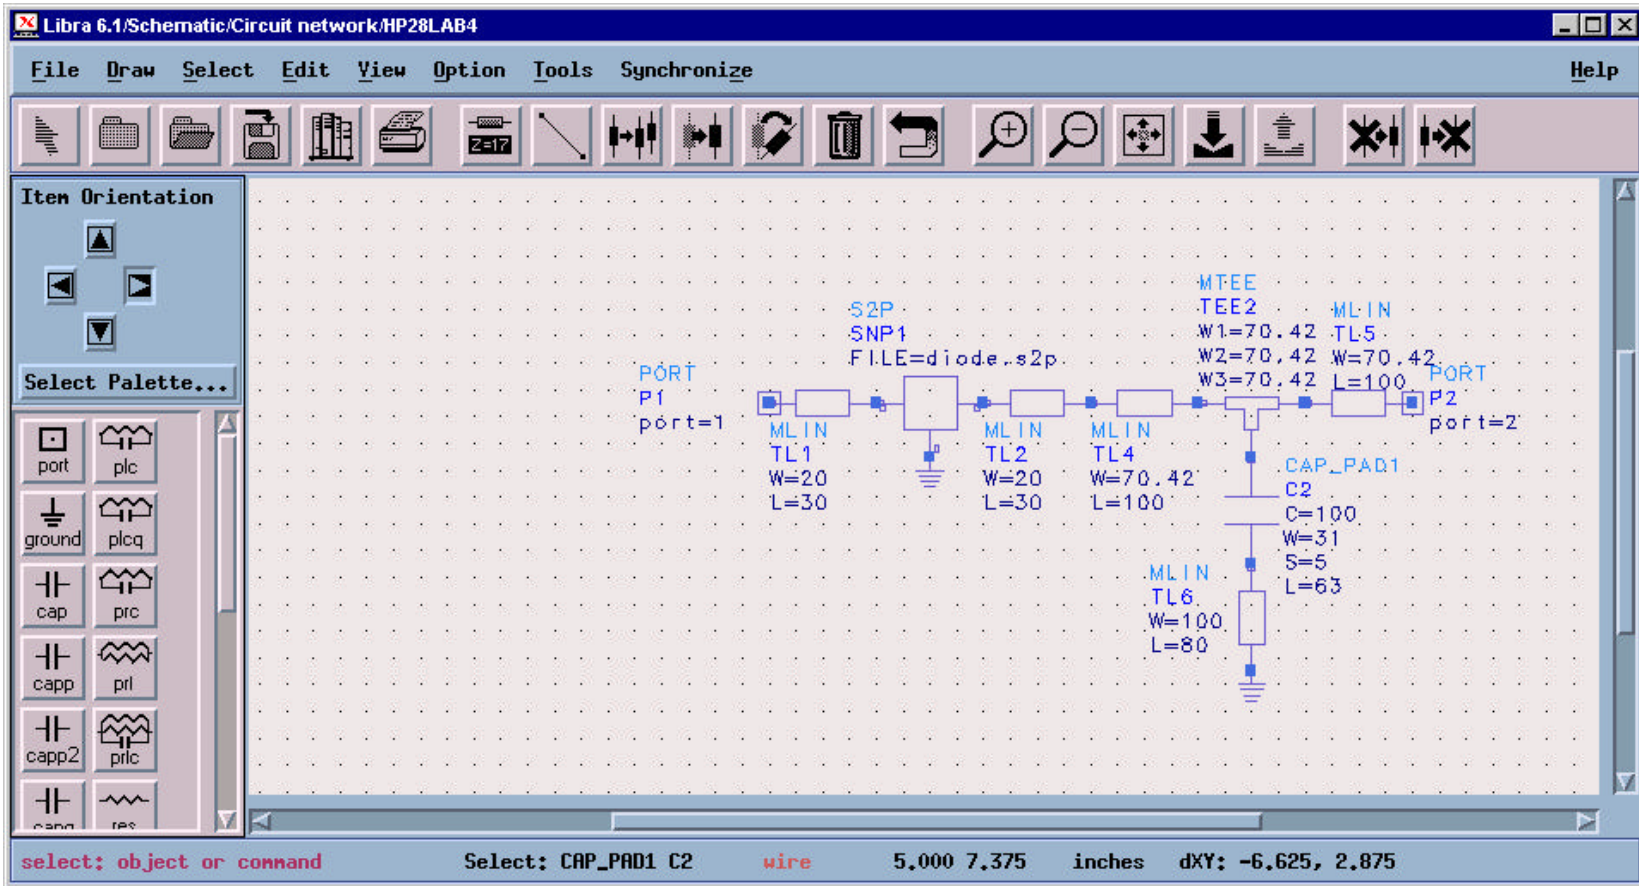 Libra 6.1/Schematic/Circuit network/HP28LAB4
File Draw Select Edit View Option Tools Synchronize Help
Z=17
Item Orientation
Select Palette...
port plc
ground plcq
cap prc
capp prl
capp2 prlc
capq res
PORT
P1
port=1
MLIN
TL1
W=20
L=30
S2P
SNP1
FILE=diode.s2p
MLIN
TL2
W=20
L=30
MLIN
TL4
W=70.42
L=100
MTEE
TEE2
W1=70.42
W2=70.42
W3=70.42
MLIN
TL5
W=70.42
L=100
PORT
P2
port=2
CAP_PAD1
C2
C=100
W=31
S=5
L=63
MLIN
TL6
W=100
L=80
select: object or command Select: CAP_PAD1 C2 wire 5.000 7.375 inches dXY: -6.625, 2.875